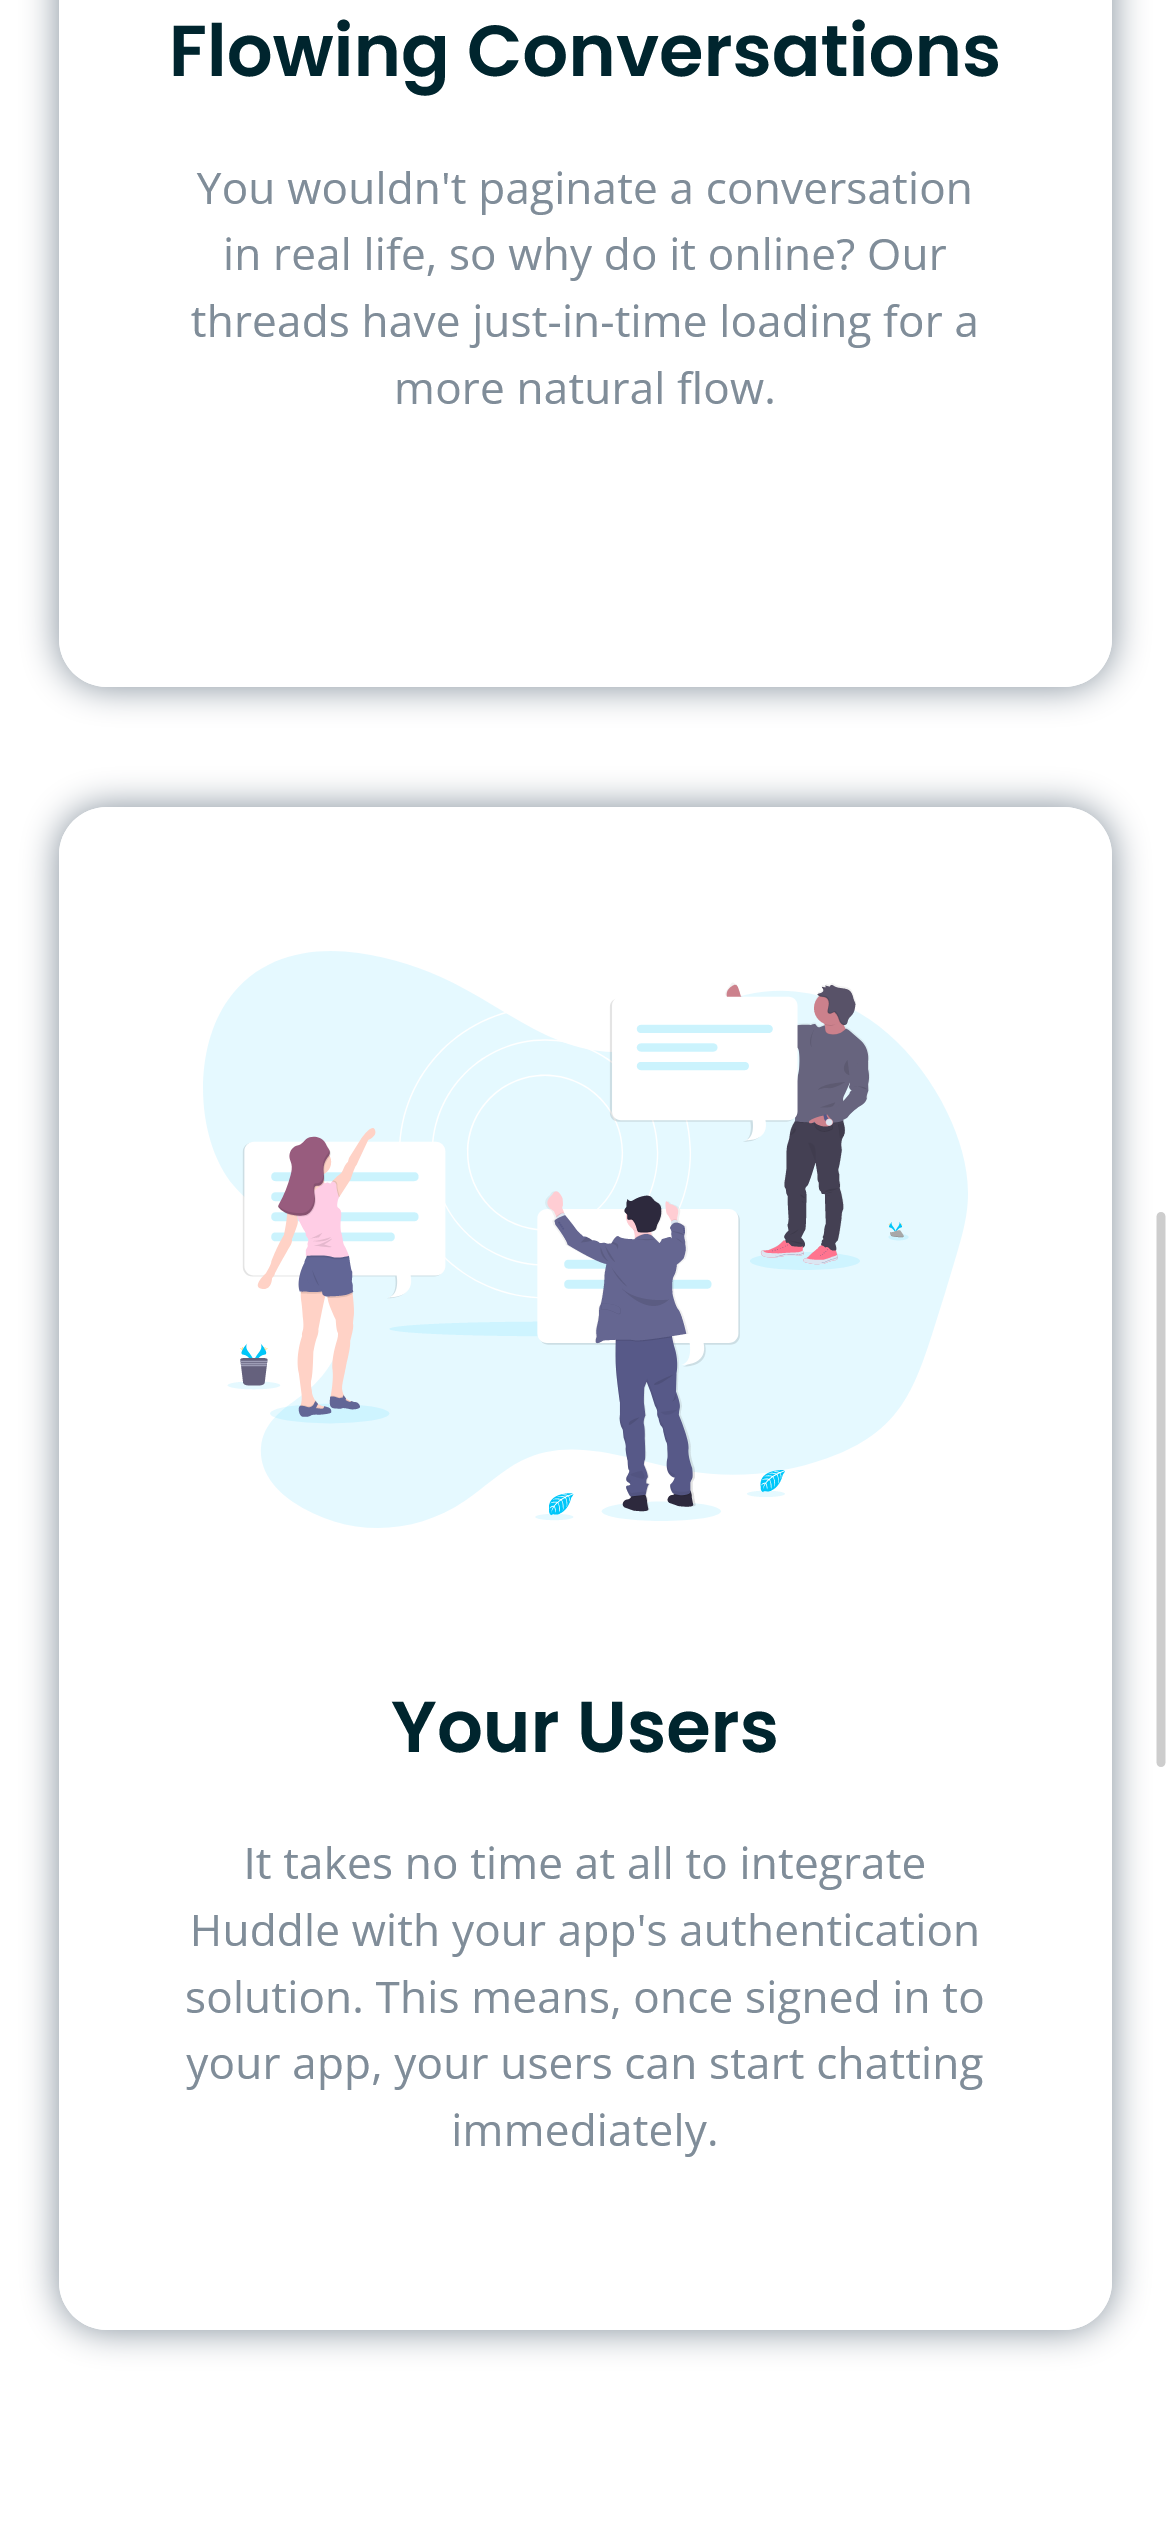 Flowing Conversations
You wouldn't paginate a conversation
in real life, so why do it online? Our
threads have just-in-time loading for a
more natural flow.
Your Users
It takes no time at all to integrate
Huddle with your app's authentication
solution. This means, once signed in to
your app, your users can start chatting
immediately.